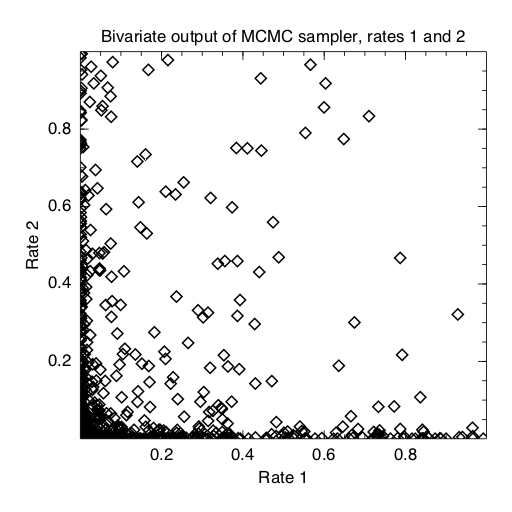 Bivariate output of MCMC sampler, rates 1 and 2
0.8
0.6
0.4
0.2
Rate 2
0.2 0.4 0.6 0.8
Rate 1